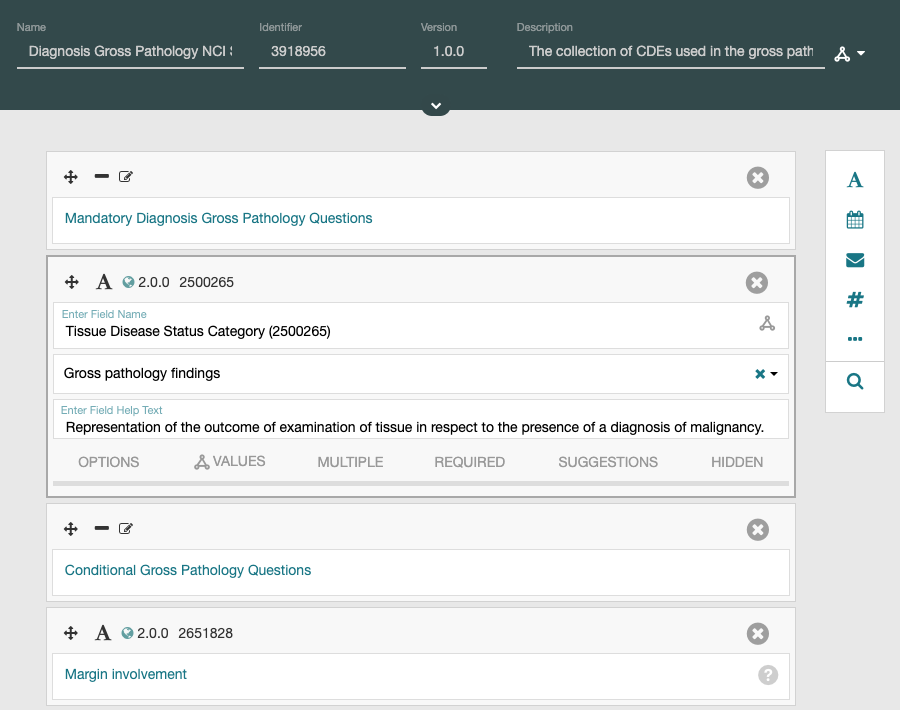 Name
Identifier
Version
Description
Diagnosis Gross Pathology NCI
3918956
1.0.0
The collection of CDEs used in the gross path
Mandatory Diagnosis Gross Pathology Questions
A
A 2.0.0 2500265
Enter Field Name
Tissue Disease Status Category (2500265)
#
Gross pathology findings
Enter Field Help Text
Representation of the outcome of examination of tissue in respect to the presence of a diagnosis of malignancy.
OPTIONS VALUES MULTIPLE REQUIRED SUGGESTIONS HIDDEN
Conditional Gross Pathology Questions
A 2.0.0 2651828
Margin involvement
?